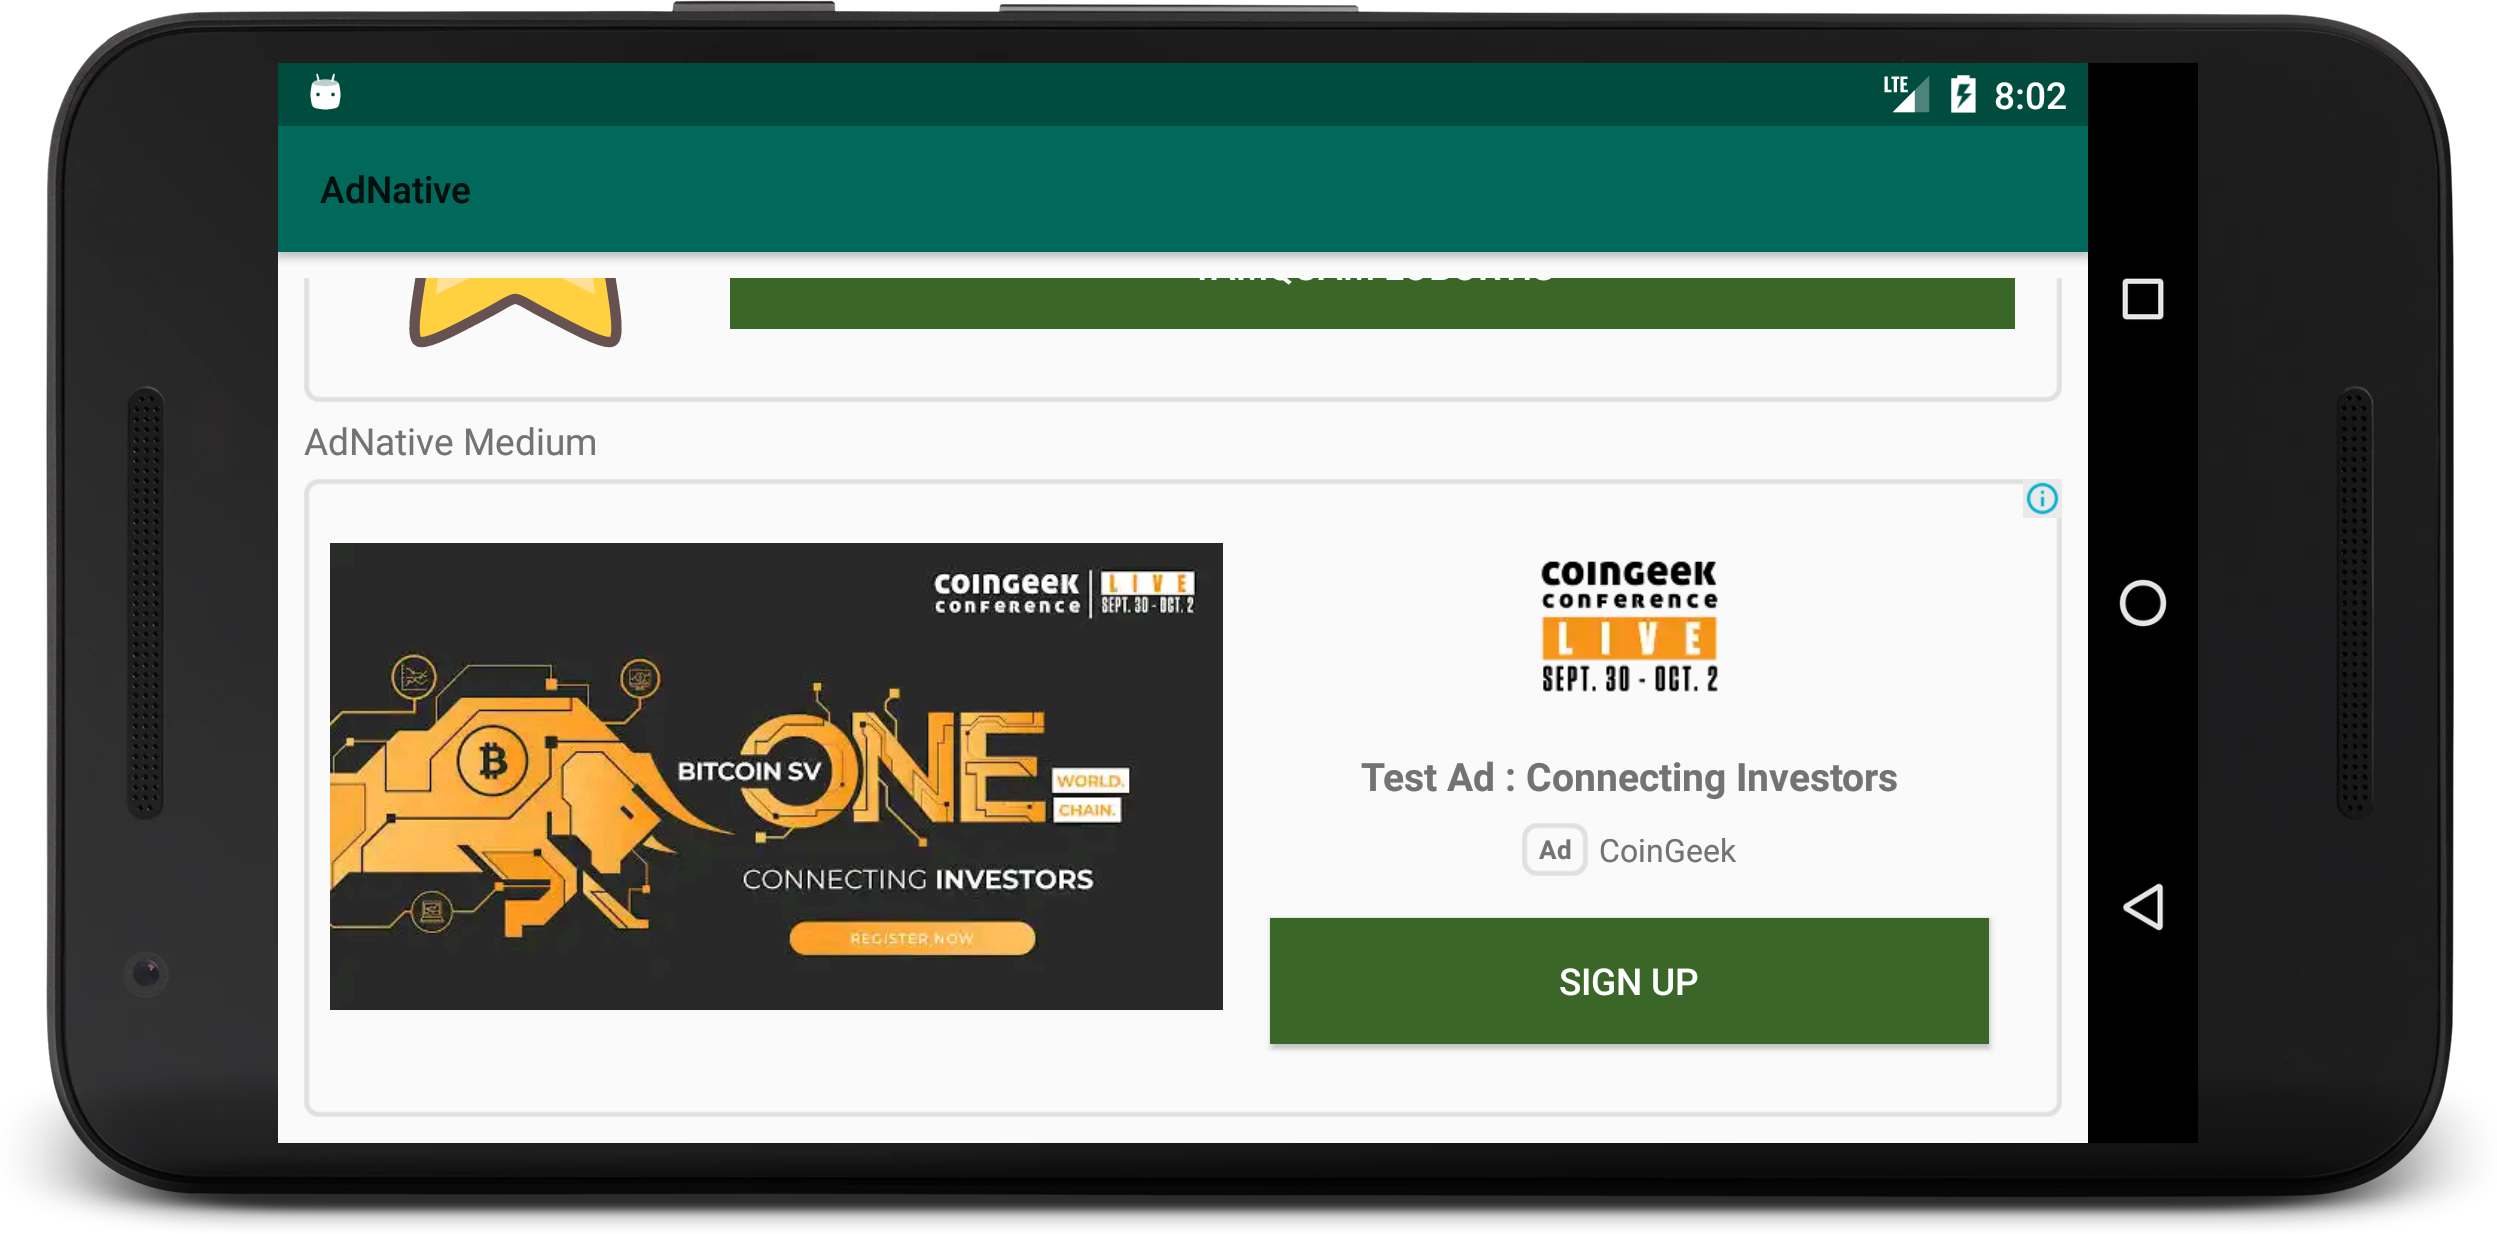 LTE 8:02
AdNative
AdNative Medium
COINGEEK
CONFERENCE
LIVE
SEPT. 30 - OCT. 2
BITCOIN SV
ONE
WORLD.
CHAIN.
CONNECTING INVESTORS
REGISTER NOW
COINGEEK
CONFERENCE
LIVE
SEPT. 30 - OCT. 2
Test Ad : Connecting Investors
Ad CoinGeek
SIGN UP